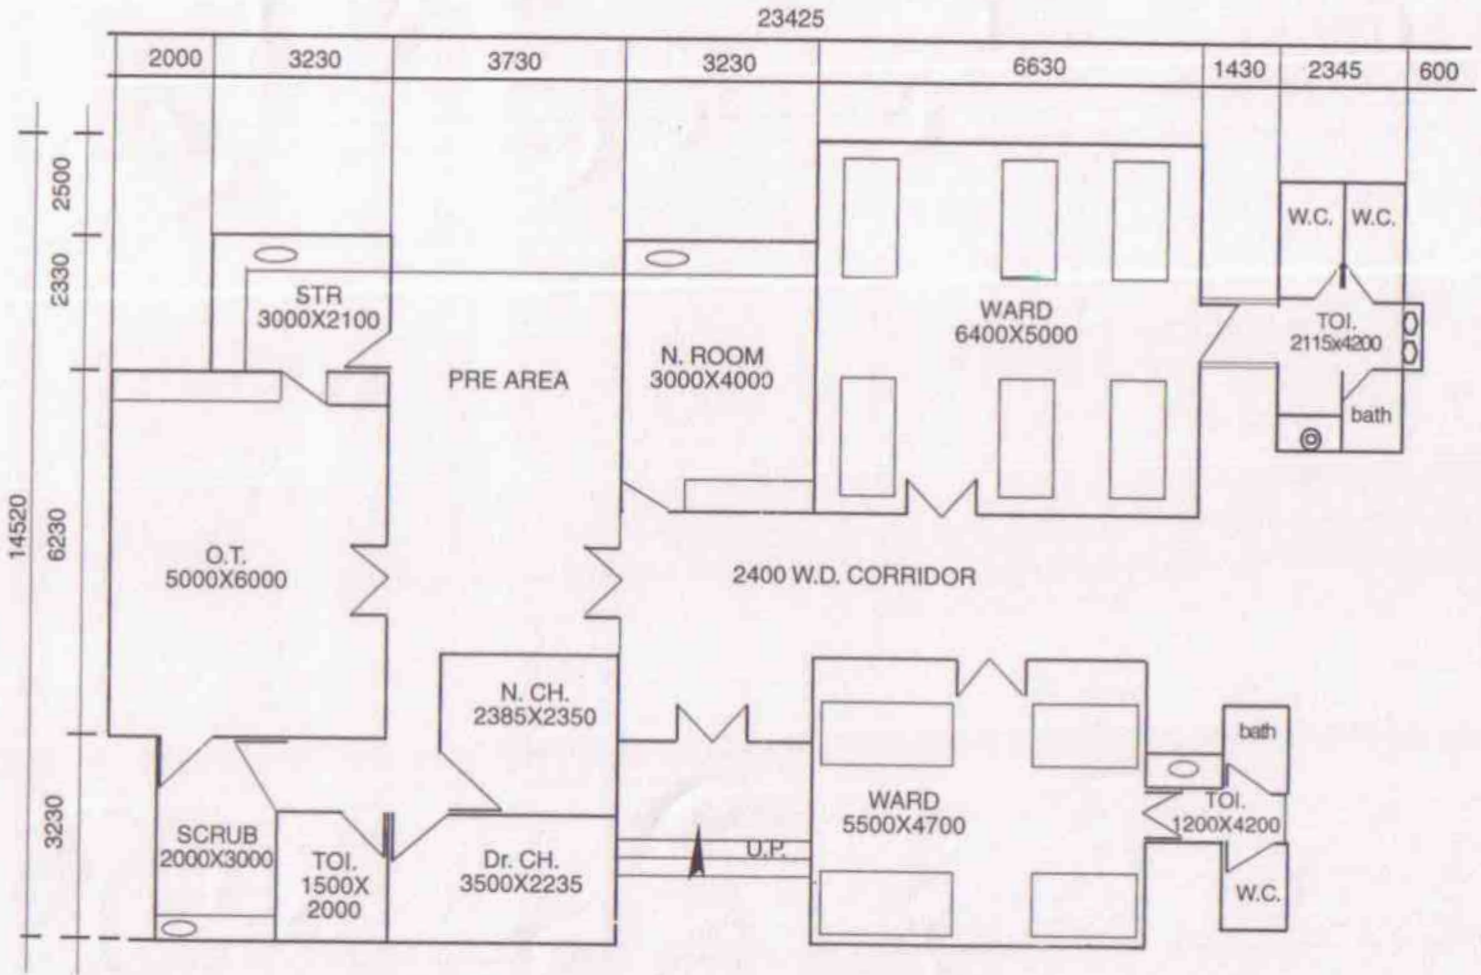 23425
2000 3230 3730 3230 6630 1430 2345 600
14520
2500
2330
6230
3230
STR
3000X2100
PRE AREA
N. ROOM
3000X4000
WARD
6400X5000
W.C. W.C.
TOI.
2115x4200
bath
O.T.
5000X6000
2400 W.D. CORRIDOR
N. CH.
2385X2350
SCRUB
2000X3000
TOI.
1500X
2000
Dr. CH.
3500X2235
U.P.
WARD
5500X4700
bath
TOI.
1200X4200
W.C.